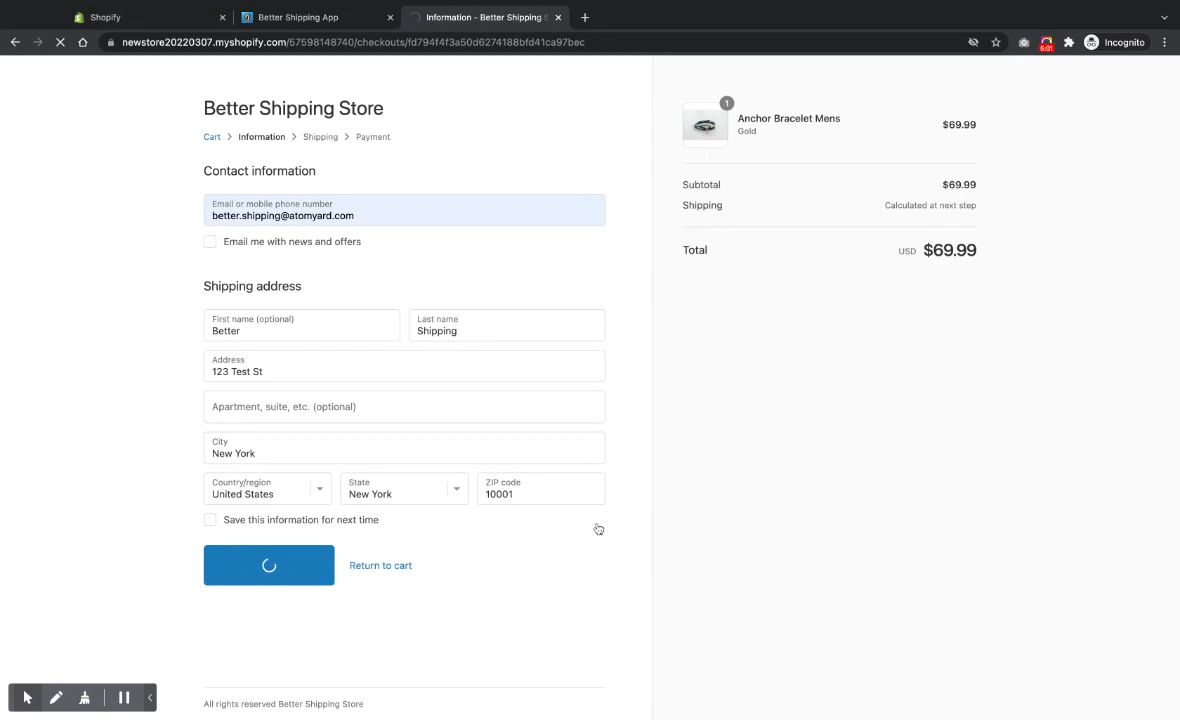 Shopify
Better Shipping App
Information - Better Shipping S
newstore20220307.myshopify.com/57598148740/checkouts/fd794f4f3a50d6274188bfd41ca97bec
6:01
Incognito
Better Shipping Store
Cart > Information > Shipping > Payment
Contact information
Email or mobile phone number
better.shipping@atomyard.com
Email me with news and offers
Shipping address
First name (optional)
Better
Last name
Shipping
Address
123 Test St
Apartment, suite, etc. (optional)
City
New York
Country/region
United States
State
New York
ZIP code
10001
Save this information for next time
Return to cart
All rights reserved Better Shipping Store
1
Anchor Bracelet Mens
Gold
$69.99
Subtotal
$69.99
Shipping
Calculated at next step
Total
USD $69.99